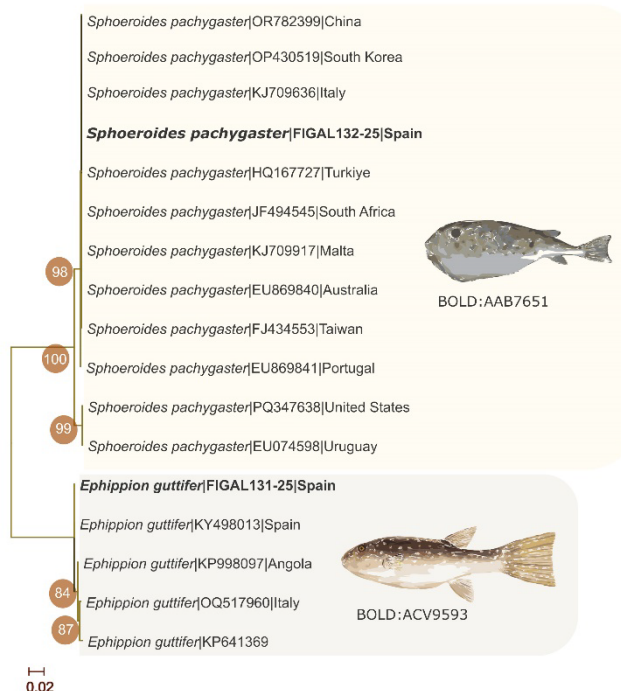 Sphoeroides pachygaster|OR782399|China
Sphoeroides pachygaster|OP430519|South Korea
Sphoeroides pachygaster|KJ709636|Italy
Sphoeroides pachygaster|FIGAL132-25|Spain
Sphoeroides pachygaster|HQ167727|Turkiye
Sphoeroides pachygaster|JF494545|South Africa
Sphoeroides pachygaster|KJ709917|Malta
98
Sphoeroides pachygaster|EU869840|Australia
BOLD:AAB7651
Sphoeroides pachygaster|FJ434553|Taiwan
100
Sphoeroides pachygaster|EU869841|Portugal
Sphoeroides pachygaster|PQ347638|United States
99
Sphoeroides pachygaster|EU074598|Uruguay
Ephippion guttifer|FIGAL131-25|Spain
Ephippion guttifer|KY498013|Spain
Ephippion guttifer|KP998097|Angola
84
Ephippion guttifer|OQ517960|Italy
BOLD:ACV9593
87
Ephippion guttifer|KP641369
0.02